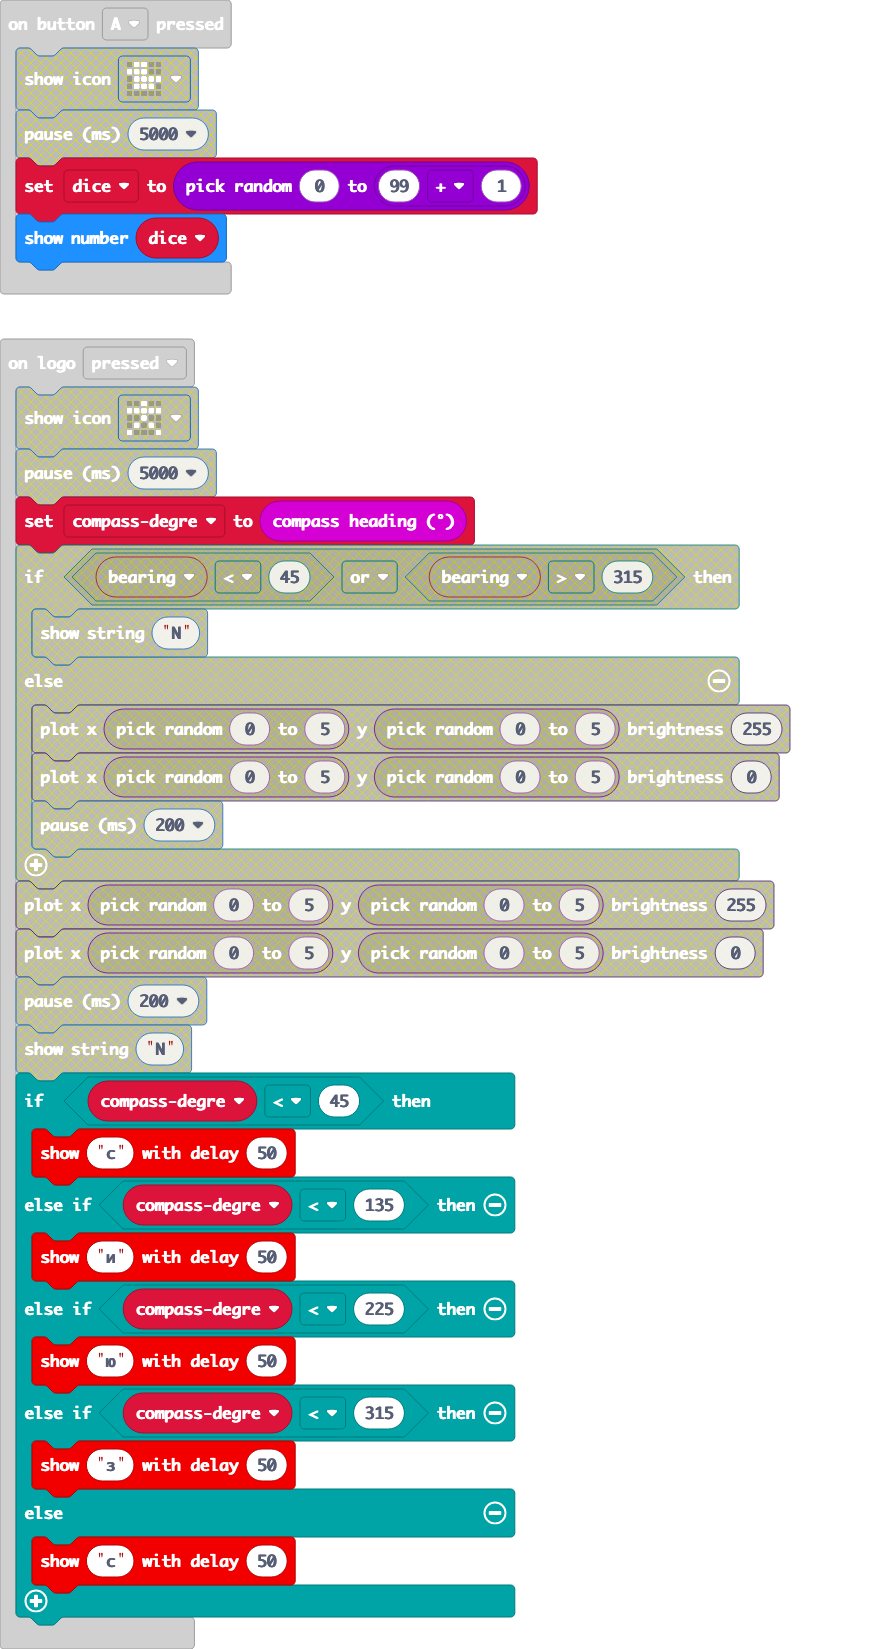 on button A pressed
show icon
pause (ms) 5000
set dice to pick random 0 to 99 + 1
show number dice
on logo pressed
show icon
pause (ms) 5000
set compass-degre to compass heading (°)
if bearing < 45 or bearing > 315 then
show string "N"
else
plot x pick random 0 to 5 y pick random 0 to 5 brightness 255
plot x pick random 0 to 5 y pick random 0 to 5 brightness 0
pause (ms) 200
plot x pick random 0 to 5 y pick random 0 to 5 brightness 255
plot x pick random 0 to 5 y pick random 0 to 5 brightness 0
pause (ms) 200
show string "N"
if compass-degre < 45 then
show "с" with delay 50
else if compass-degre < 135 then
show "и" with delay 50
else if compass-degre < 225 then
show "ю" with delay 50
else if compass-degre < 315 then
show "з" with delay 50
else
show "с" with delay 50